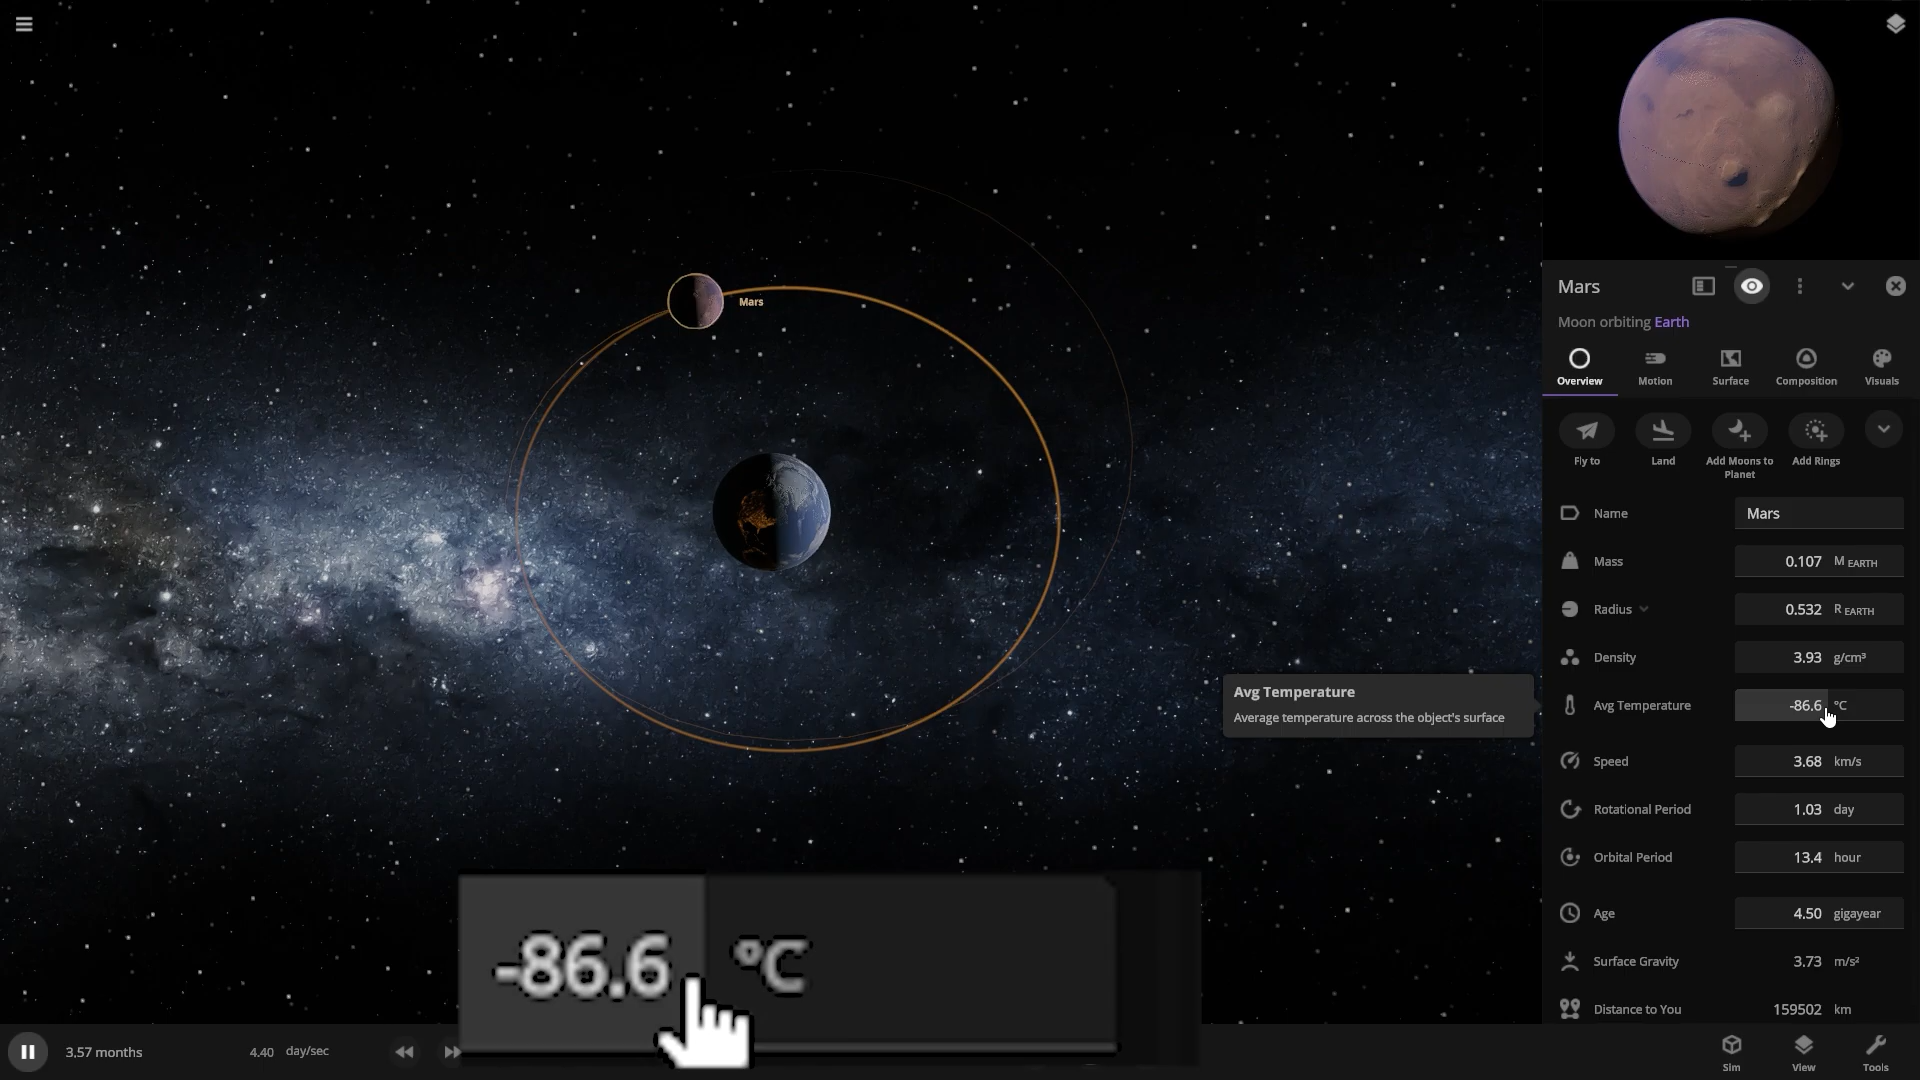 Mars
Mars
Moon orbiting Earth
Overview
Motion
Surface
Composition
Visuals
Fly to
Land
Add Moons to
Planet
Add Rings
Name
Mars
Mass
0.107 M EARTH
Radius
0.532 R EARTH
Density
3.93 g/cm³
Avg Temperature
Average temperature across the object's surface
Avg Temperature
-86.6 °C
Speed
3.68 km/s
Rotational Period
1.03 day
Orbital Period
13.4 hour
Age
4.50 gigayear
Surface Gravity
3.73 m/s²
Distance to You
159502 km
-86.6 °C
3.57 months
4.40 day/sec
Sim
View
Tools